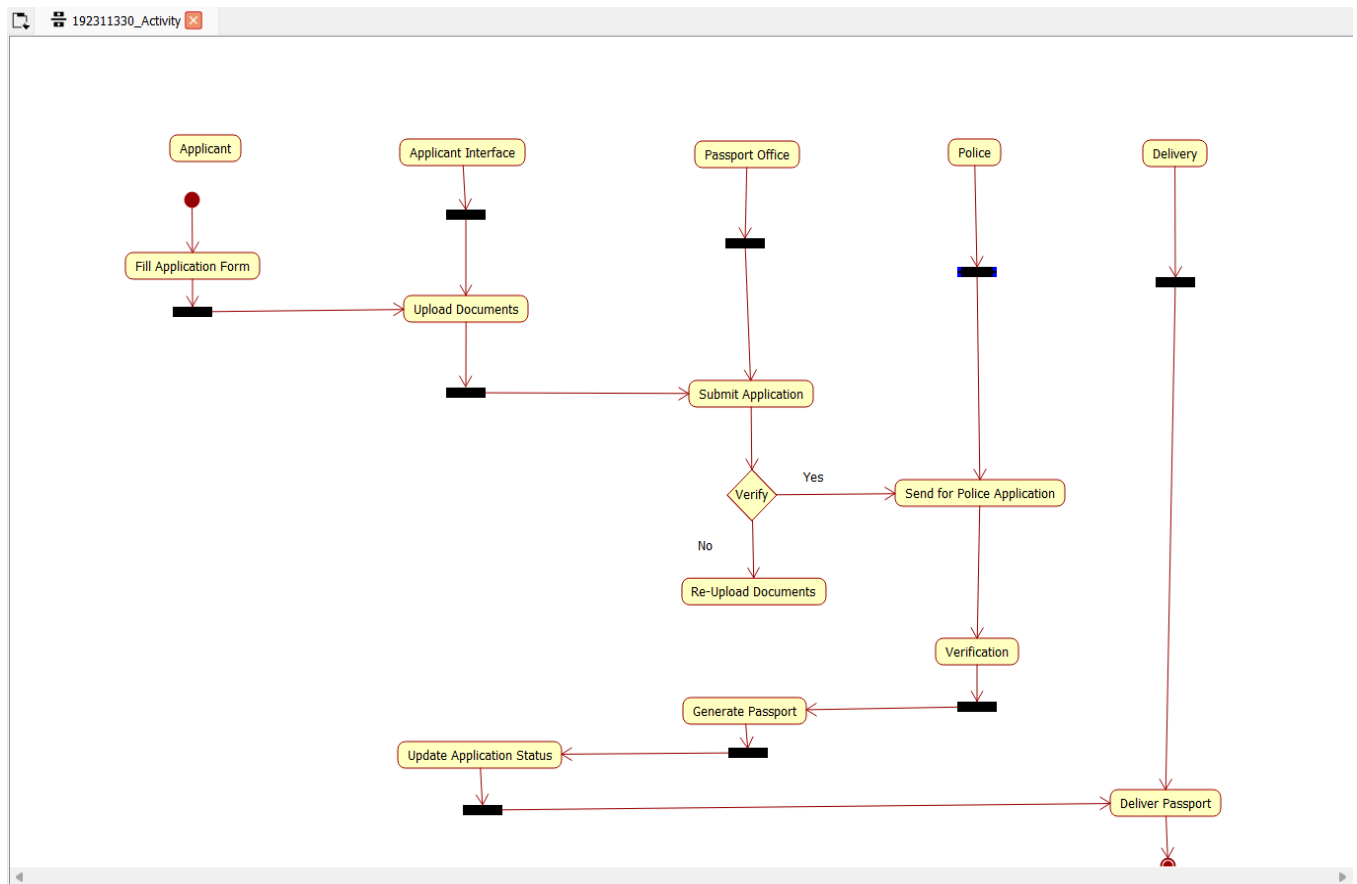 192311330_Activity
Applicant
Applicant Interface
Passport Office
Police
Delivery
Fill Application Form
Upload Documents
Submit Application
Verify
Yes
Send for Police Application
No
Re-Upload Documents
Verification
Generate Passport
Update Application Status
Deliver Passport